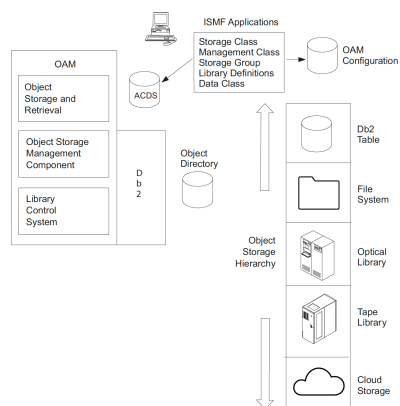 ISMF Applications
Storage Class
Management Class
Storage Group
Library Definitions
Data Class
OAM
Configuration
ACDS
OAM
Object
Storage and
Retrieval
Object Storage
Management
Component
Library
Control
System
D
b
2
Object
Directory
Object
Storage
Hierarchy
Db2
Table
File
System
Optical
Library
Tape
Library
Cloud
Storage